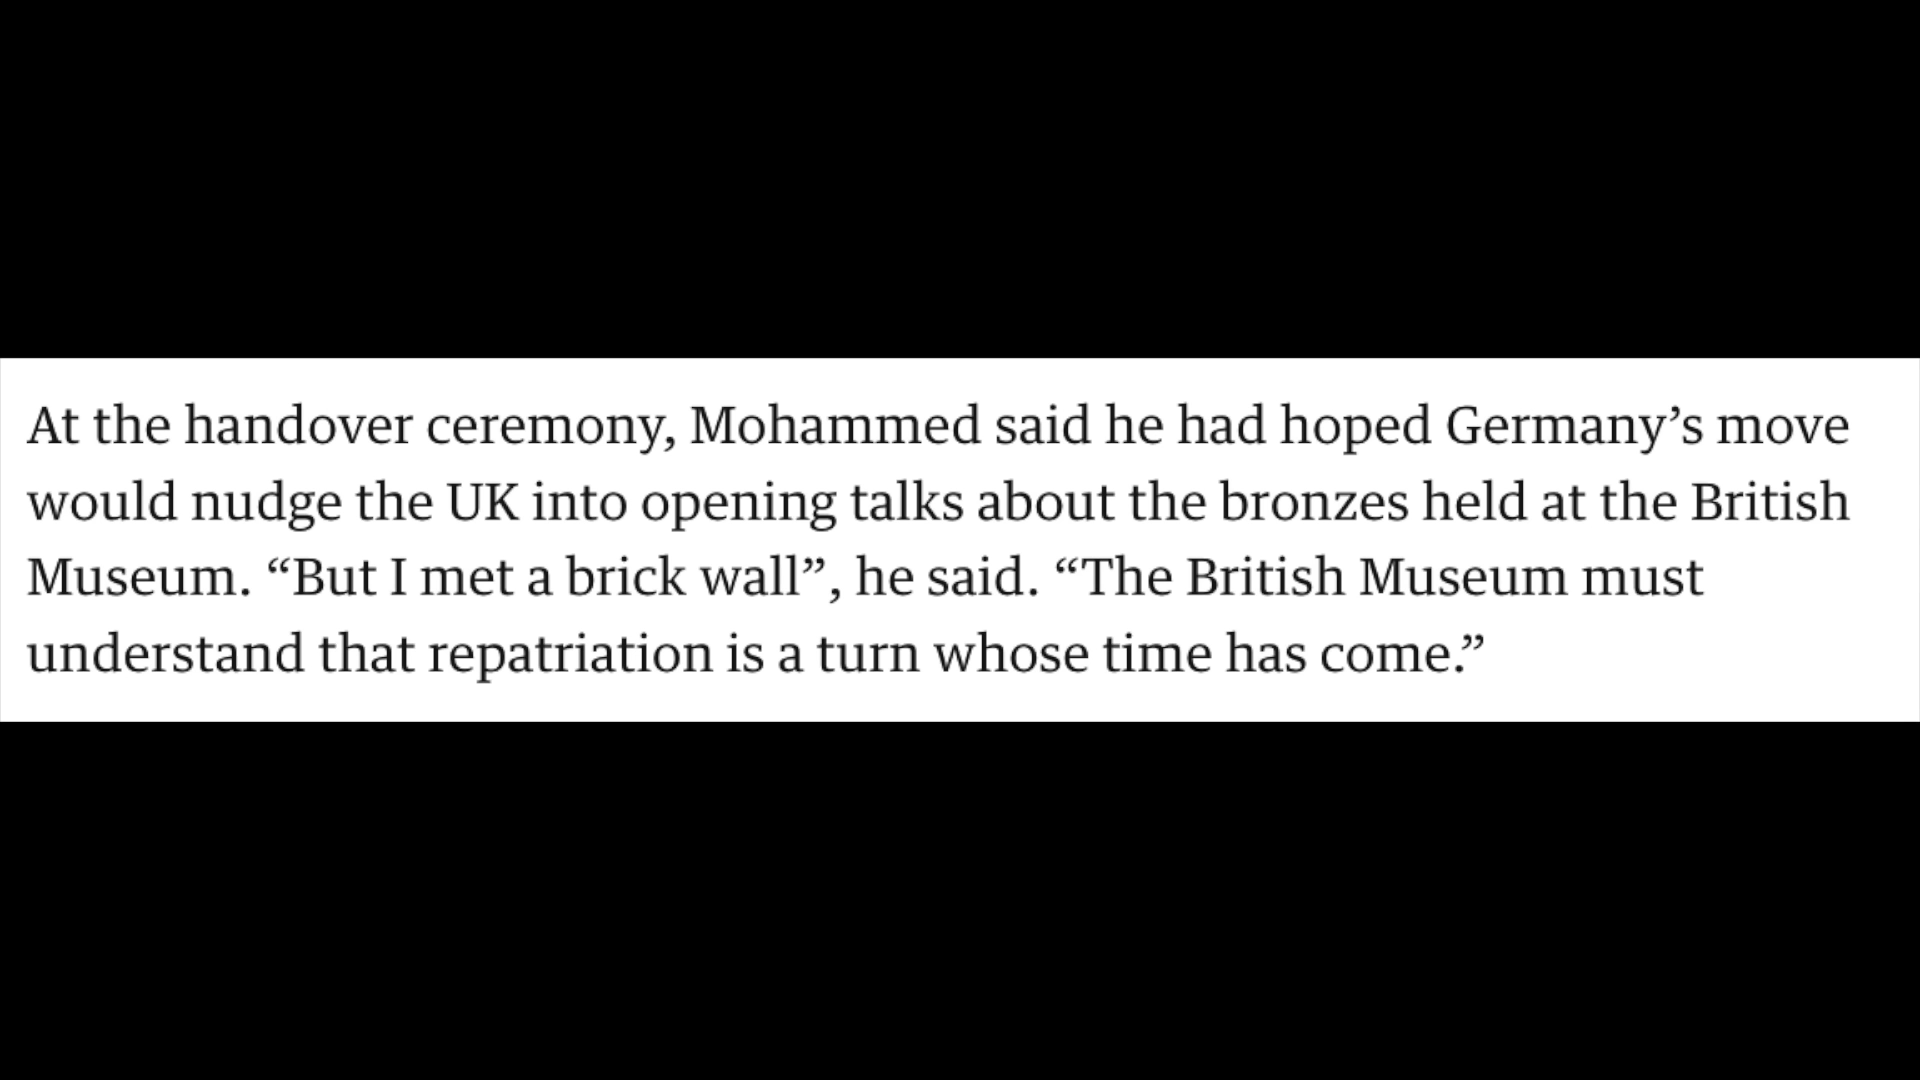 At the handover ceremony, Mohammed said he had hoped Germany’s move
would nudge the UK into opening talks about the bronzes held at the British
Museum. “But I met a brick wall”, he said. “The British Museum must
understand that repatriation is a turn whose time has come.”